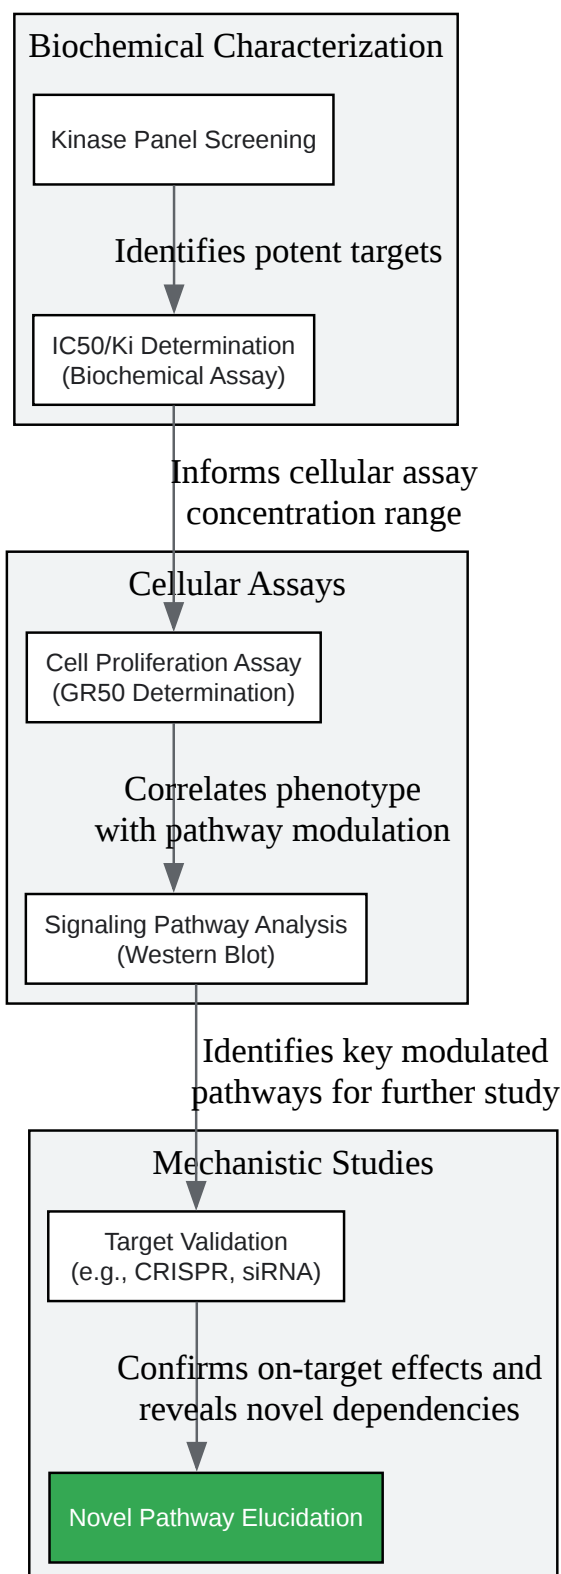 Biochemical Characterization
Kinase Panel Screening
Identifies potent targets
IC50/Ki Determination
(Biochemical Assay)
Informs cellular assay
concentration range
Cellular Assays
Cell Proliferation Assay
(GR50 Determination)
Correlates phenotype
with pathway modulation
Signaling Pathway Analysis
(Western Blot)
Identifies key modulated
pathways for further study
Mechanistic Studies
Target Validation
(e.g., CRISPR, siRNA)
Confirms on-target effects and
reveals novel dependencies
Novel Pathway Elucidation